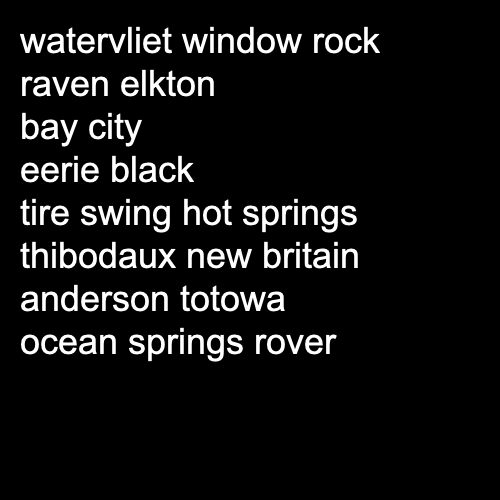 watervliet window rock
raven elkton
bay city
eerie black
tire swing hot springs
thibodaux new britain
anderson totowa
ocean springs rover